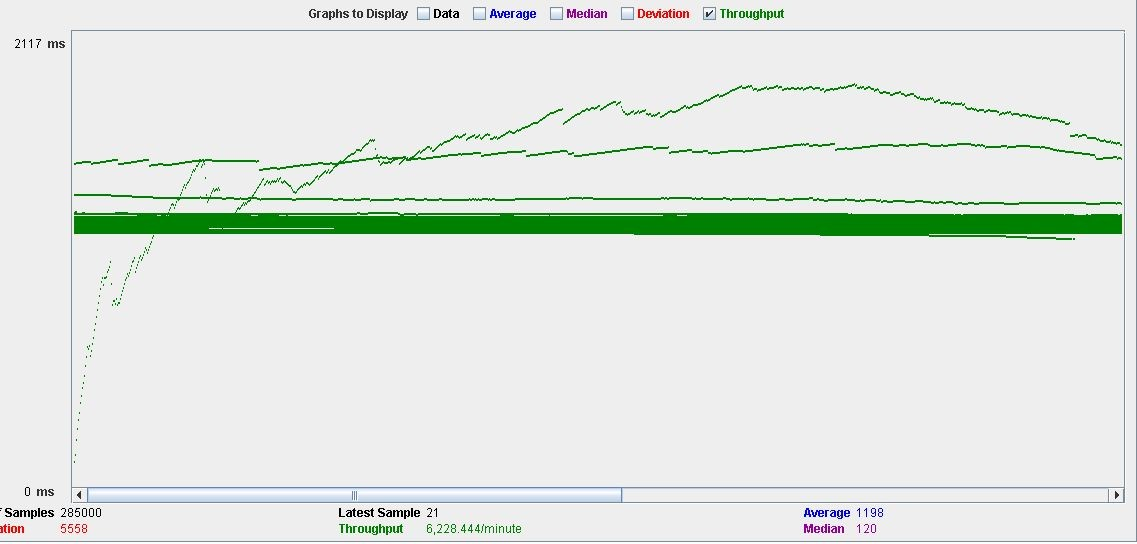 Graphs to Display Data Average Median Deviation Throughput
2117 ms
0 ms
f Samples 285000 Latest Sample 21 Average 1198
ation 5558 Throughput 6,228.444/minute Median 120